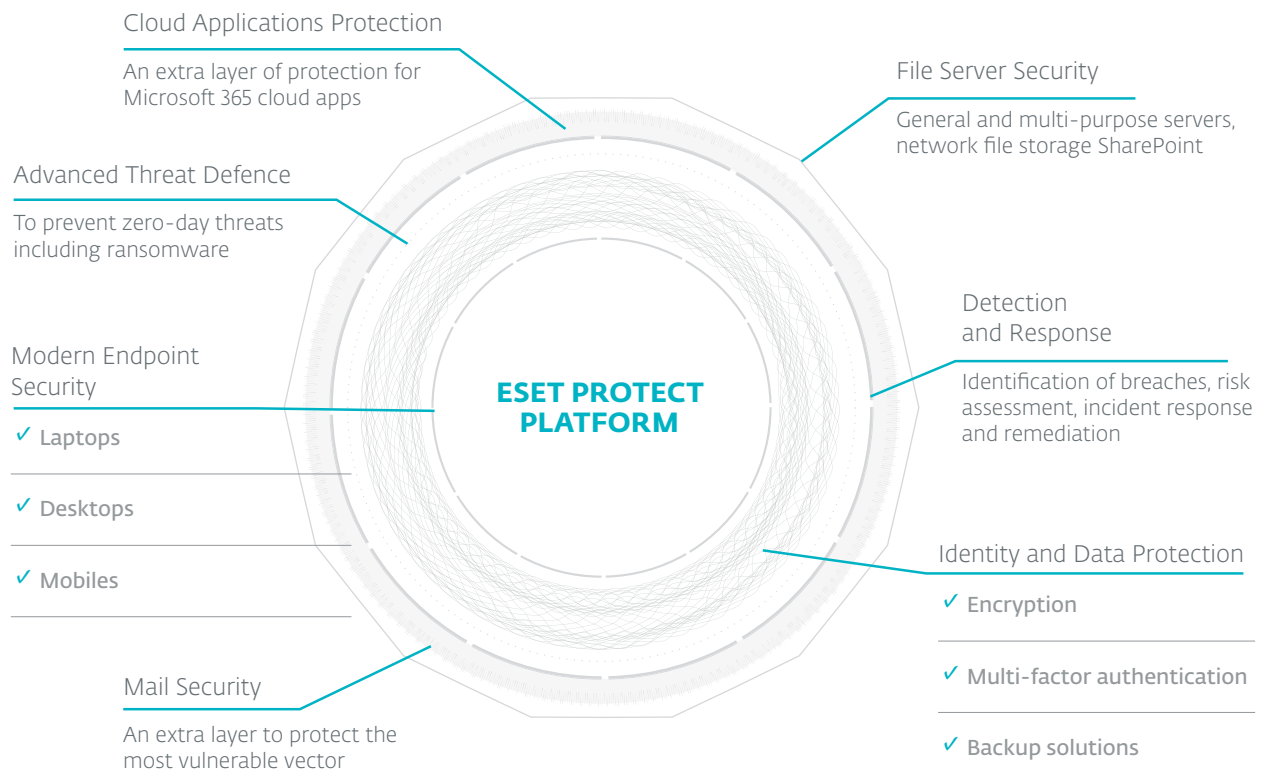 Cloud Applications Protection
An extra layer of protection for
Microsoft 365 cloud apps
File Server Security
General and multi-purpose servers,
network file storage SharePoint
Advanced Threat Defence
To prevent zero-day threats
including ransomware
Detection
and Response
Identification of breaches, risk
assessment, incident response
and remediation
Modern Endpoint
Security
✓ Laptops
✓ Desktops
✓ Mobiles
ESET PROTECT
PLATFORM
Identity and Data Protection
✓ Encryption
✓ Multi-factor authentication
✓ Backup solutions
Mail Security
An extra layer to protect the
most vulnerable vector